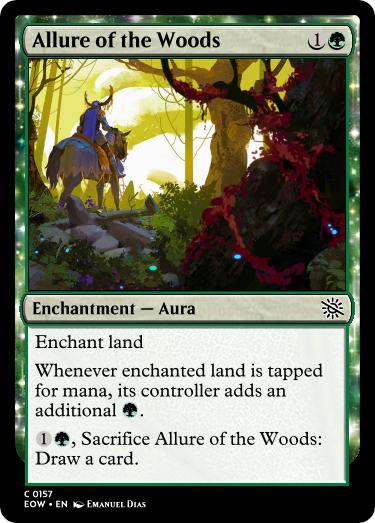 Allure of the Woods 1
Enchantment — Aura
Enchant land
Whenever enchanted land is tapped
for mana, its controller adds an
additional .
1, Sacrifice Allure of the Woods:
Draw a card.
C 0157
EOW • EN Emanuel Dias